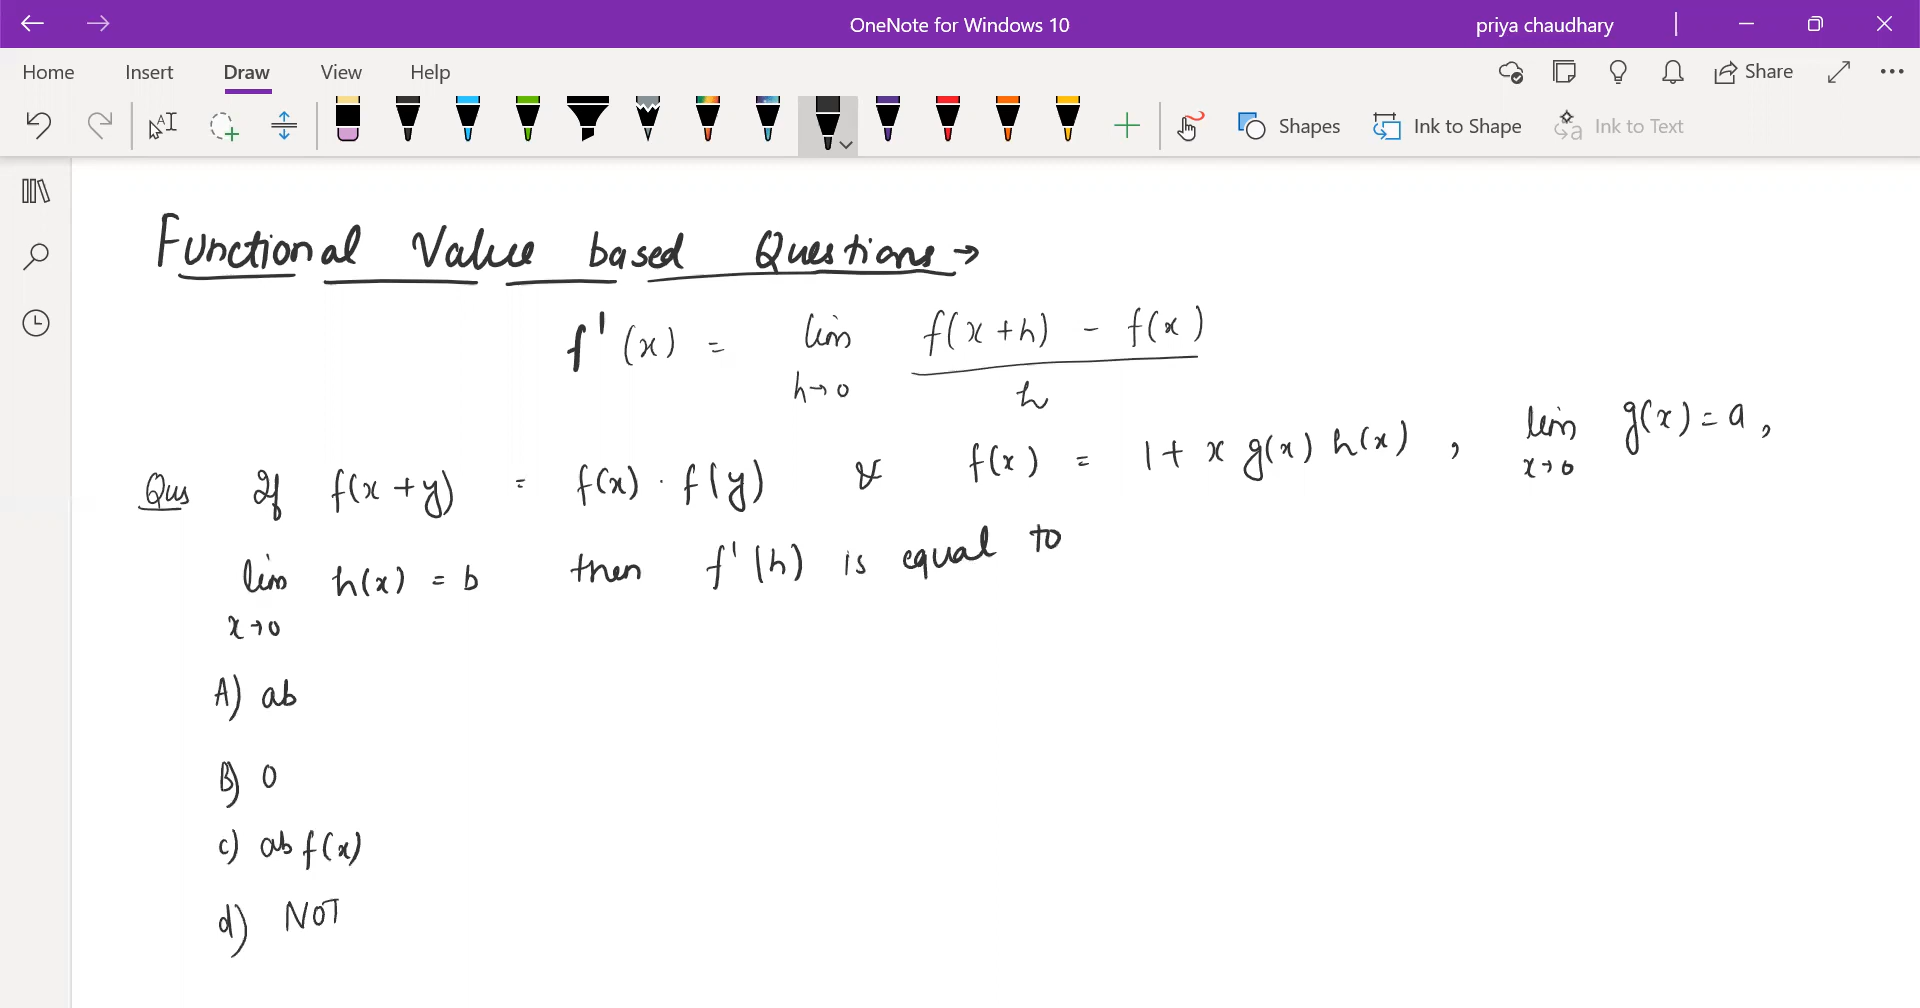 OneNote for Windows 10
priya chaudhary
Home Insert Draw View Help
Share
Shapes Ink to Shape Ink to Text
Functional Value based Questions →
f'(x) = lim h→0 f(x+h) - f(x) / h
Qus If f(x+y) = f(x) · f(y) & f(x) = 1 + x g(x) h(x) , lim x→0 g(x) = a ,
lim x→0 h(x) = b then f'(h) is equal to
A) ab
B) 0
c) ab f(x)
d) NOT